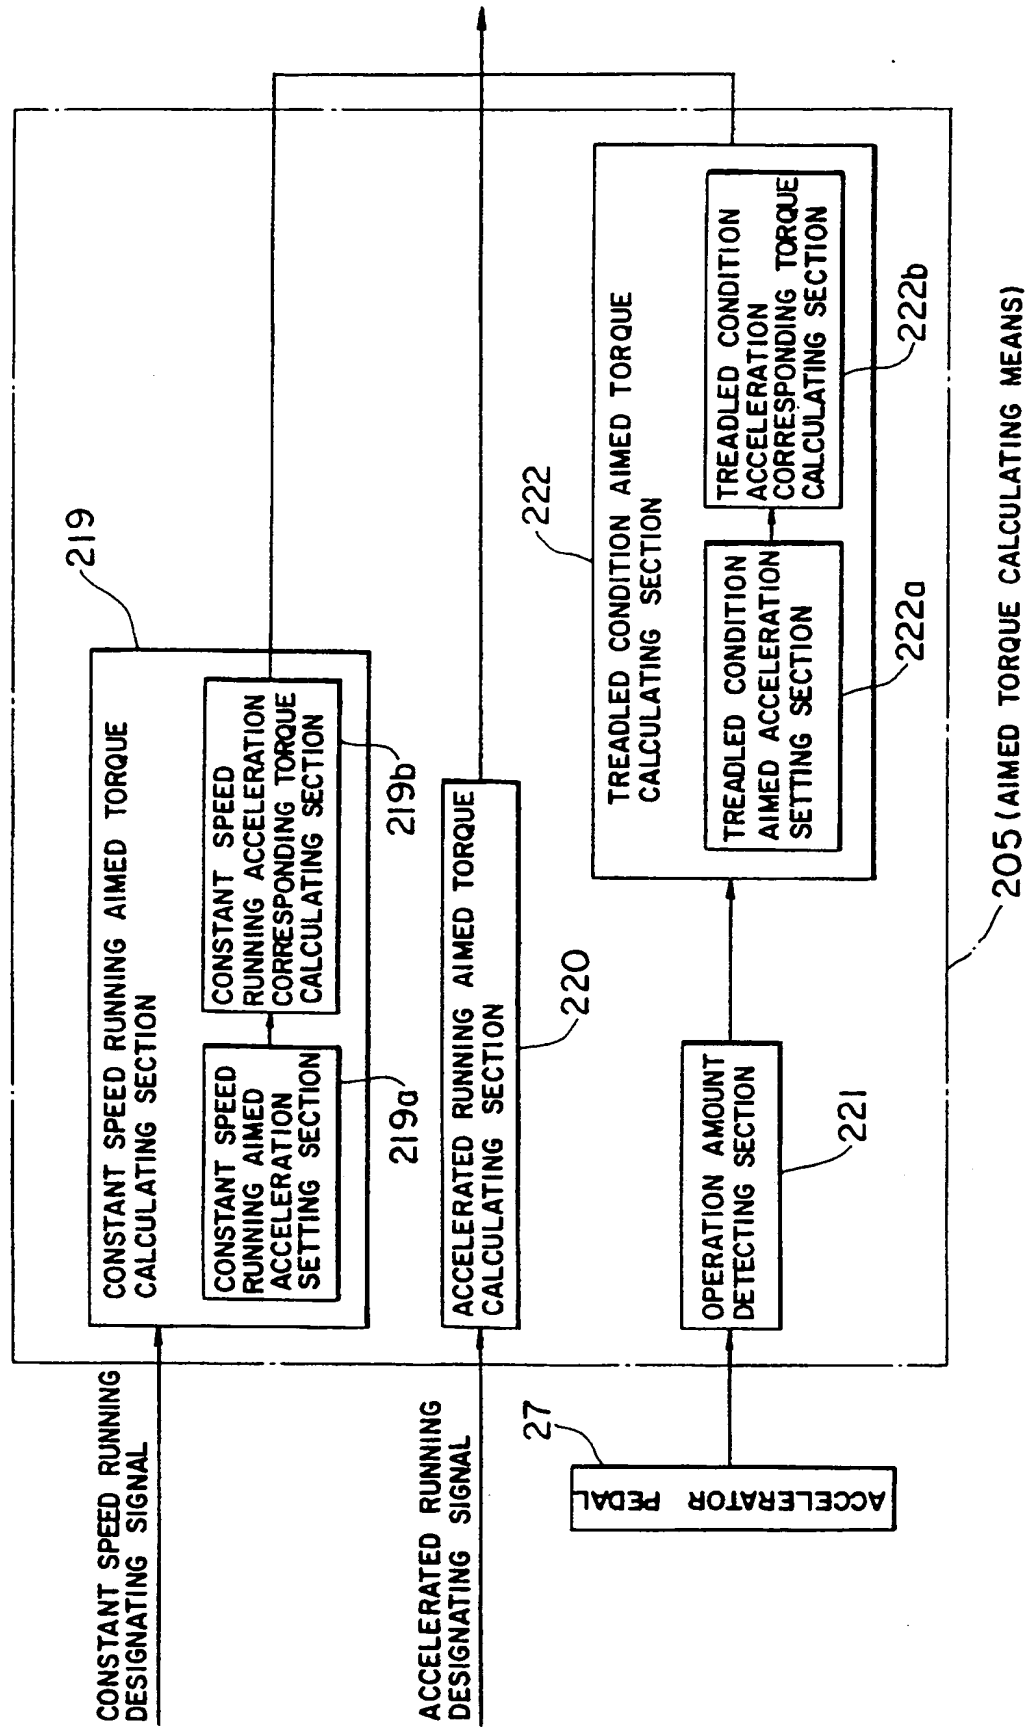 CONSTANT SPEED RUNNING
DESIGNATING SIGNAL
CONSTANT SPEED RUNNING AIMED TORQUE
CALCULATING SECTION
219
CONSTANT SPEED
RUNNING AIMED
ACCELERATION
SETTING SECTION
219a
CONSTANT SPEED
RUNNING ACCELERATION
CORRESPONDING TORQUE
CALCULATING SECTION
219b
ACCELERATED RUNNING
DESIGNATING SIGNAL
ACCELERATED RUNNING AIMED TORQUE
CALCULATING SECTION
220
27
ACCELERATOR PEDAL
OPERATION AMOUNT
DETECTING SECTION
221
TREADLED CONDITION AIMED TORQUE
CALCULATING SECTION
222
TREADLED CONDITION
AIMED ACCELERATION
SETTING SECTION
222a
TREADLED CONDITION
ACCELERATION
CORRESPONDING TORQUE
CALCULATING SECTION
222b
205 (AIMED TORQUE CALCULATING MEANS)